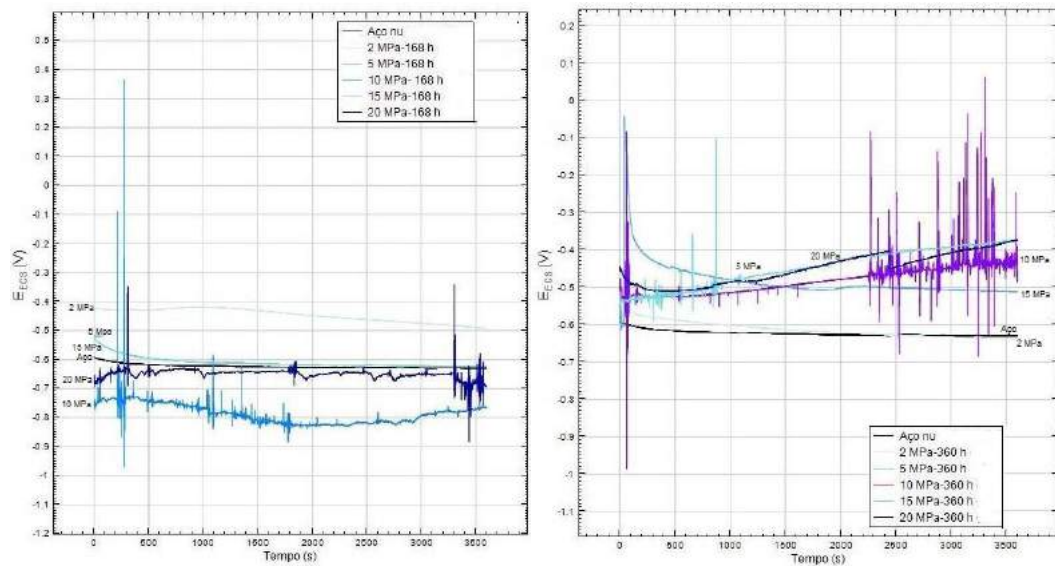 0.6
0.5
0.4
0.3
0.2
0.1
0
-0.1
-0.2
-0.3
-0.4
-0.5
-0.6
-0.7
-0.8
-0.9
-1
-1.1
-1.2
E ECS (V)
Aço nu
2 MPa-168 h
5 MPa-168 h
10 MPa- 168 h
15 MPa-168 h
20 MPa-168 h
2 MPa
5 Mpa
15 MPa
Aço
20 MPa
10 MPa
0 500 1000 1500 2000 2500 3000 3500
Tempo (s)
-0.2
0
-0.1
-0.2
-0.3
-0.4
-0.5
-0.6
-0.7
-0.8
-0.9
-1
-1.1
E ECS (V)
5 MPa
20 MPa
10 MPa
15 MPa
Aço
2 MPa
Aço nu
2 MPa-360 h
5 MPa-360 h
10 MPa-360 h
15 MPa-360 h
20 MPa-360 h
0 500 1000 1500 2000 2500 3000 3500
Tempo (s)